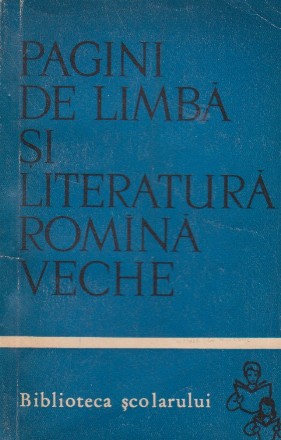 PAGINI
DE LIMBĂ
ȘI
LITERATURĂ
ROMÎNĂ
VECHE
Biblioteca școlarului